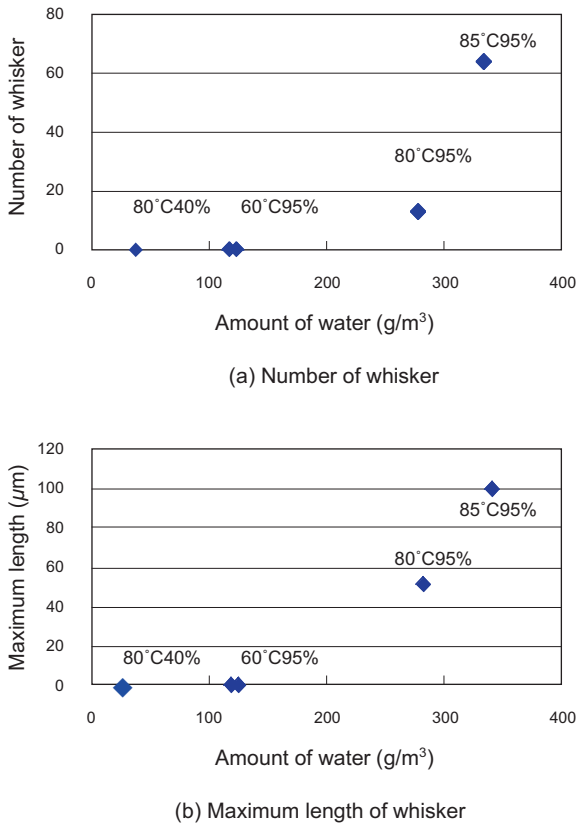 80
60
40
20
0
Number of whisker
85˚C95%
80˚C95%
80˚C40% 60˚C95%
0 100 200 300 400
Amount of water (g/m³)
(a) Number of whisker
120
100
80
60
40
20
0
Maximum length (µm)
85˚C95%
80˚C95%
80˚C40% 60˚C95%
0 100 200 300 400
Amount of water (g/m³)
(b) Maximum length of whisker